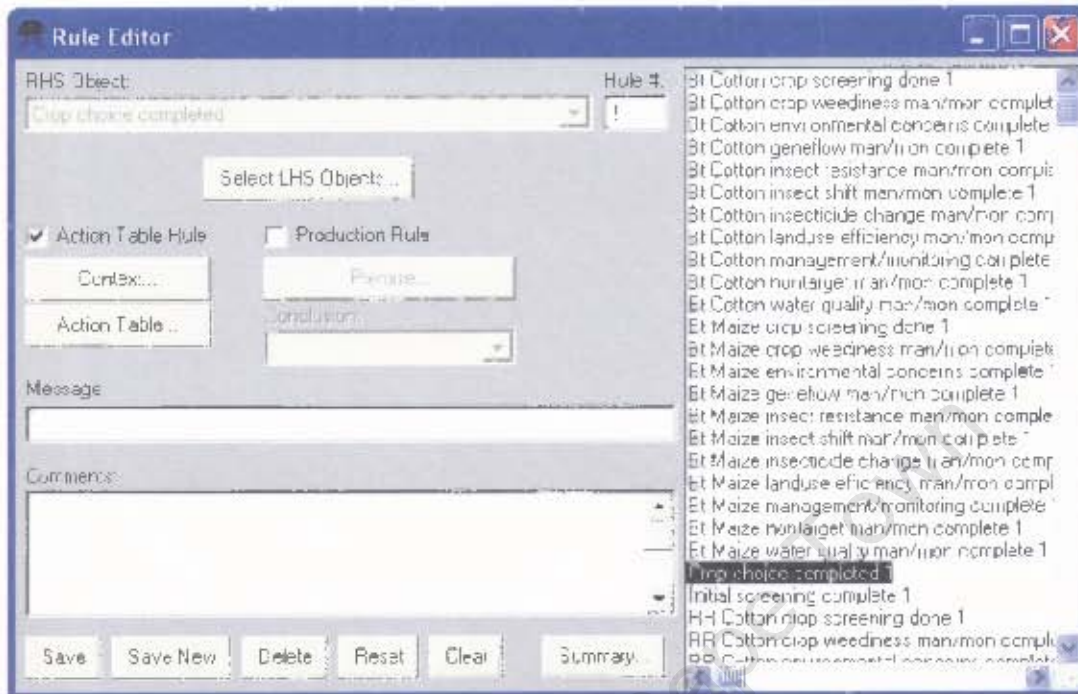 Rule Editor
RHS Object:
Rule #:
Crop choice completed
1
Select LHS Objects...
Action Table Rule
Production Rule
Context...
Premise...
Action Table...
Conclusion:
Message
Comments:
Save
Save New
Delete
Reset
Clear
Summary...
Bt Cotton crop screening done 1
Bt Cotton crop weediness man/mon complet
Bt Cotton environmental concerns complete
Bt Cotton geneflow man/mon complete 1
Bt Cotton insect resistance man/mon comple
Bt Cotton insect shift man/mon complete 1
Bt Cotton insecticide change man/mon comp
Bt Cotton landuse efficiency man/mon comp
Bt Cotton management/monitoring complete
Bt Cotton nontarget man/mon complete 1
Bt Cotton water quality man/mon complete 1
Bt Maize crop screening done 1
Bt Maize crop weediness man/mon complete
Bt Maize environmental concerns complete 1
Bt Maize geneflow man/mon complete 1
Bt Maize insect resistance man/mon comple
Bt Maize insect shift man/mon complete 1
Bt Maize insecticide change man/mon comp
Bt Maize landuse efficiency man/mon compl
Bt Maize management/monitoring complete
Bt Maize nontarget man/mon complete 1
Bt Maize water quality man/mon complete 1
Crop choice completed 1
Initial screening complete 1
RR Cotton crop screening done 1
RR Cotton crop weediness man/mon comple
RR Cotton environmental concerns complete
Town